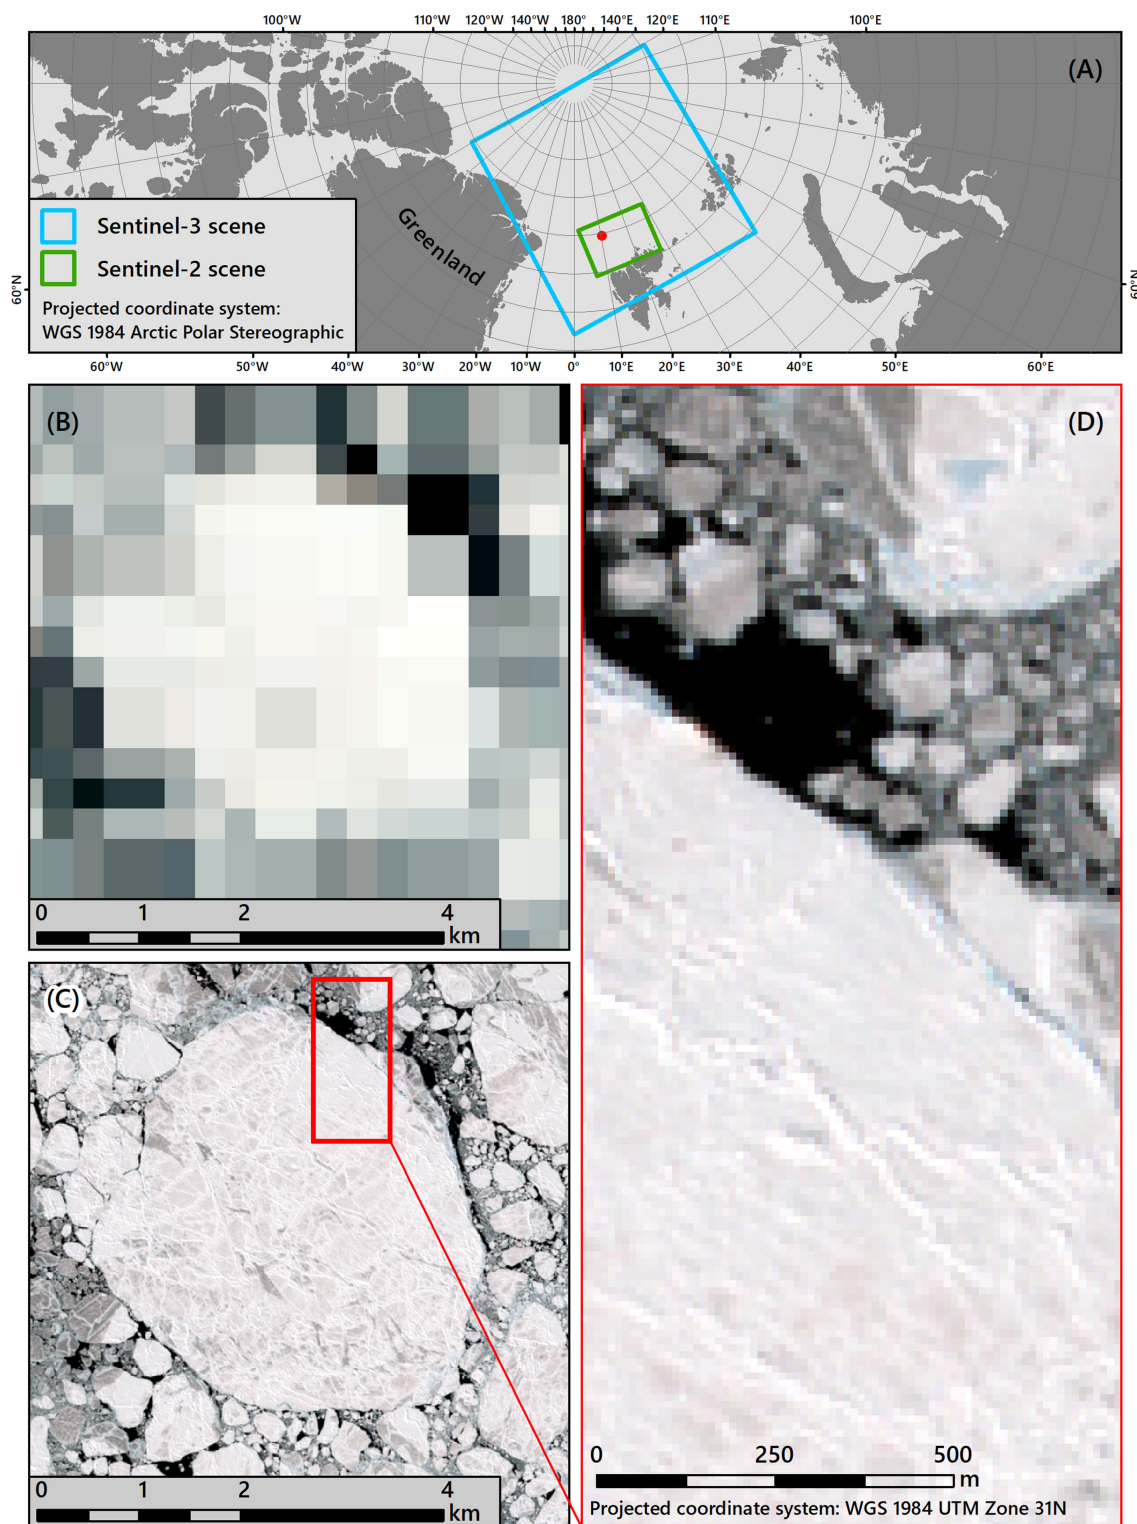 100°W 110°W 120°W 140°W 180° 140°E 120°E 110°E 100°E
(A)
Greenland
Sentinel-3 scene
Sentinel-2 scene
Projected coordinate system:
WGS 1984 Arctic Polar Stereographic
60°N
60°N
60°W 50°W 40°W 30°W 20°W 10°W 0° 10°E 20°E 30°E 40°E 50°E 60°E
(B)
0 1 2 4
km
(C)
0 1 2 4
km
(D)
0 250 500
m
Projected coordinate system: WGS 1984 UTM Zone 31N